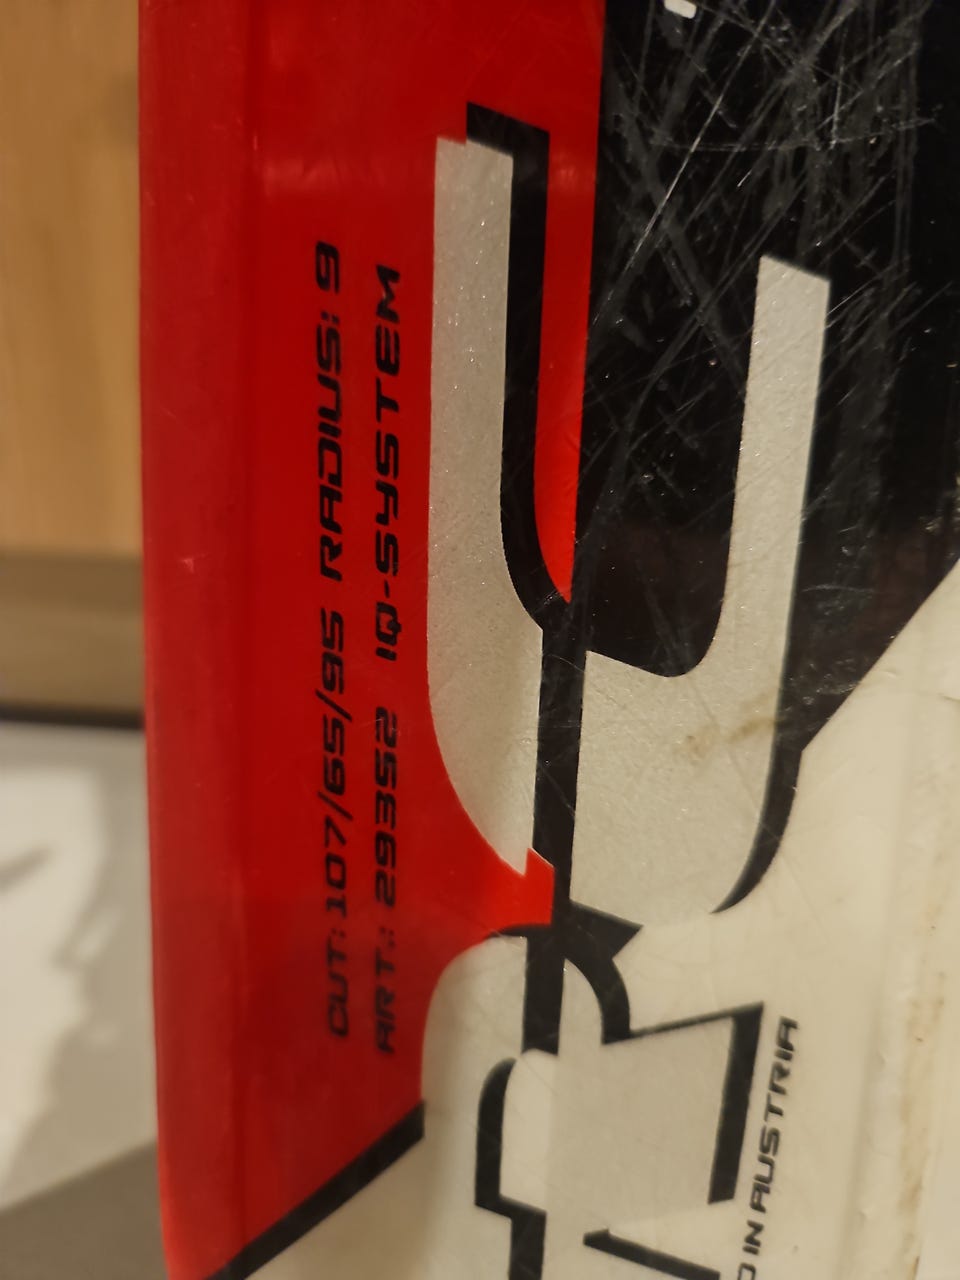 CUT: 107/65/95 RADIUS: 9
ART.: 29352 IQ-SYSTEM
IN AUSTRIA